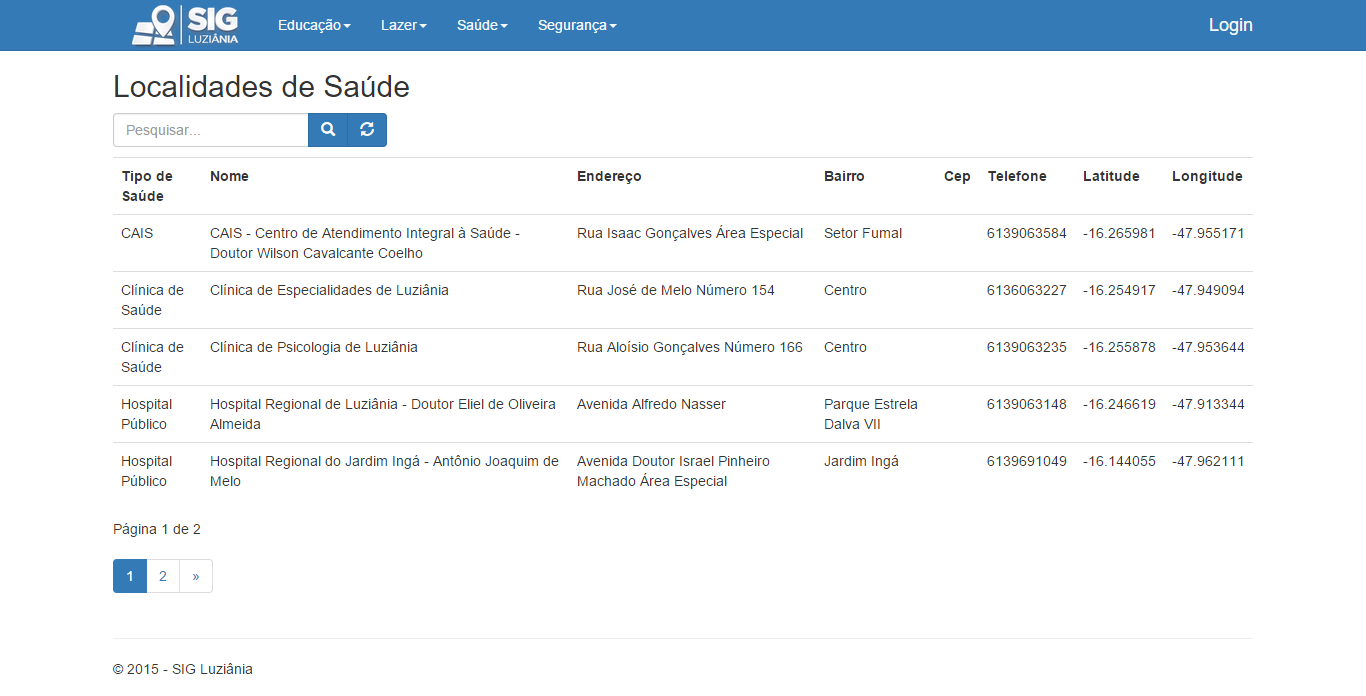 SIG
LUZIÂNIA
Educação Lazer Saúde Segurança Login
Localidades de Saúde
Pesquisar...
Tipo de Saúde Nome Endereço Bairro Cep Telefone Latitude Longitude
CAIS CAIS - Centro de Atendimento Integral à Saúde - Doutor Wilson Cavalcante Coelho Rua Isaac Gonçalves Área Especial Setor Fumal 6139063584 -16.265981 -47.955171
Clínica de Saúde Clínica de Especialidades de Luziânia Rua José de Melo Número 154 Centro 6136063227 -16.254917 -47.949094
Clínica de Saúde Clínica de Psicologia de Luziânia Rua Aloísio Gonçalves Número 166 Centro 6139063235 -16.255878 -47.953644
Hospital Público Hospital Regional de Luziânia - Doutor Eliel de Oliveira Almeida Avenida Alfredo Nasser Parque Estrela Dalva VII 6139063148 -16.246619 -47.913344
Hospital Público Hospital Regional do Jardim Ingá - Antônio Joaquim de Melo Avenida Doutor Israel Pinheiro Machado Área Especial Jardim Ingá 6139691049 -16.144055 -47.962111
Página 1 de 2
1 2 »
© 2015 - SIG Luziânia